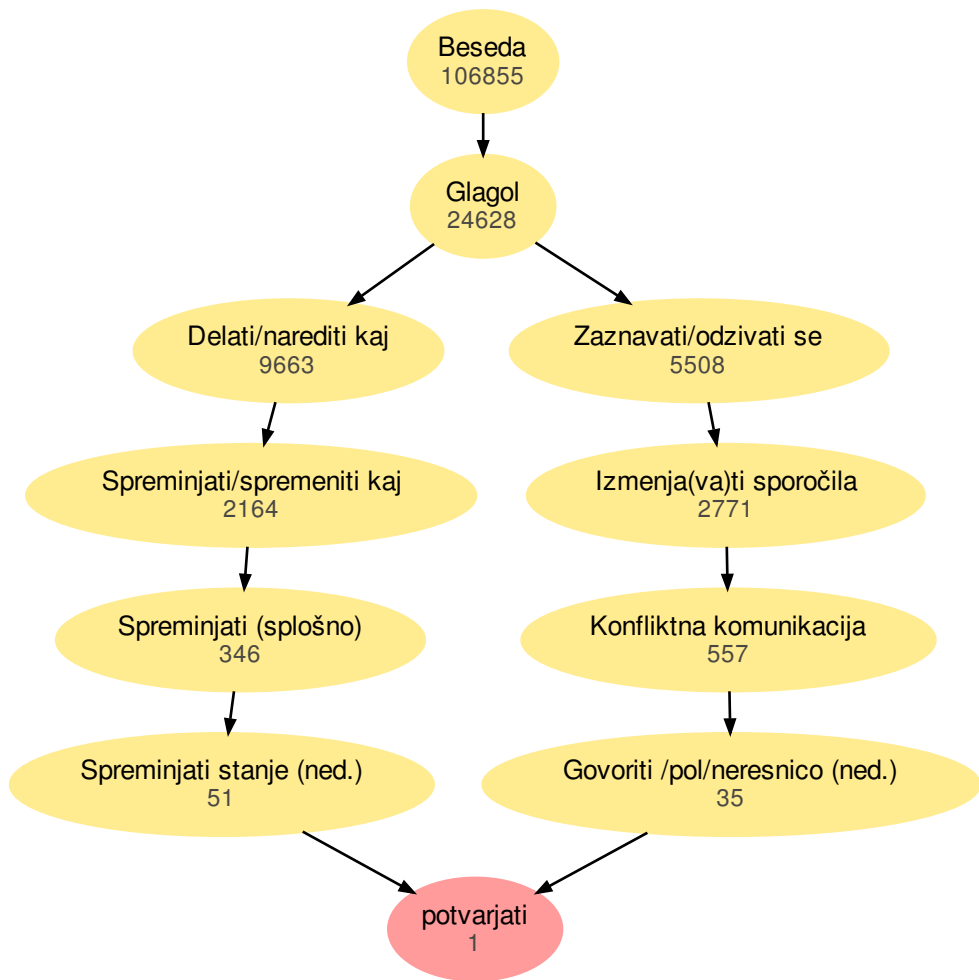 Beseda
106855
Glagol
24628
Delati/narediti kaj
9663
Zaznavati/odzivati se
5508
Spreminjati/spremeniti kaj
2164
Izmenja(va)ti sporočila
2771
Spreminjati (splošno)
346
Konfliktna komunikacija
557
Spreminjati stanje (ned.)
51
Govoriti /pol/neresnico (ned.)
35
potvarjati
1